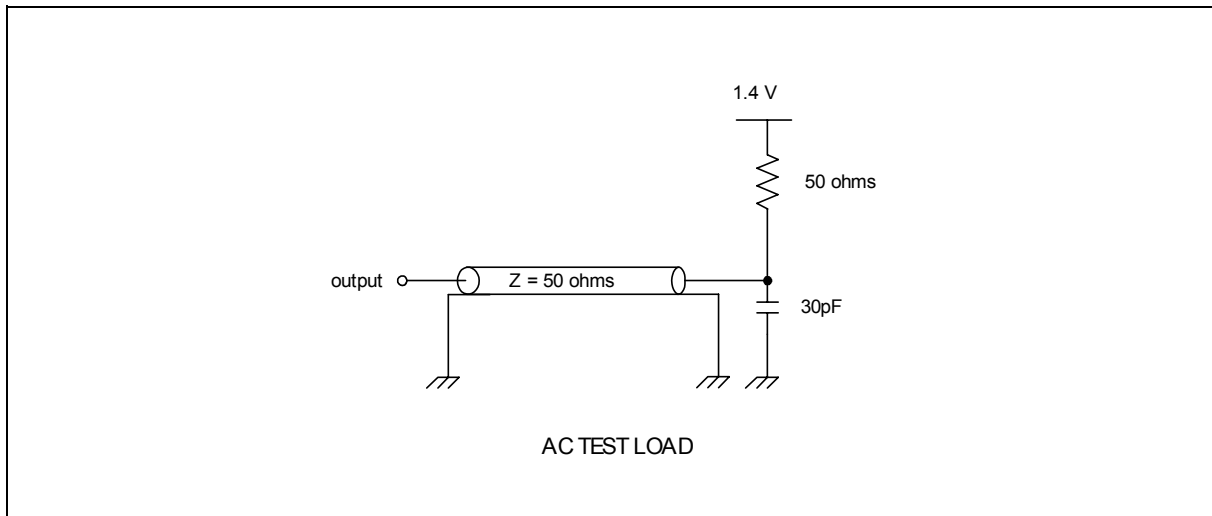 1.4 V
50 ohms
output
Z = 50 ohms
30pF
AC TEST LOAD